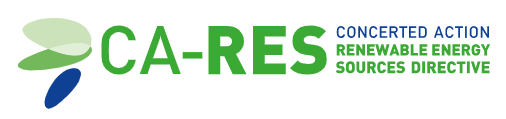 CA-RES
CONCERTED ACTION
RENEWABLE ENERGY
SOURCES DIRECTIVE